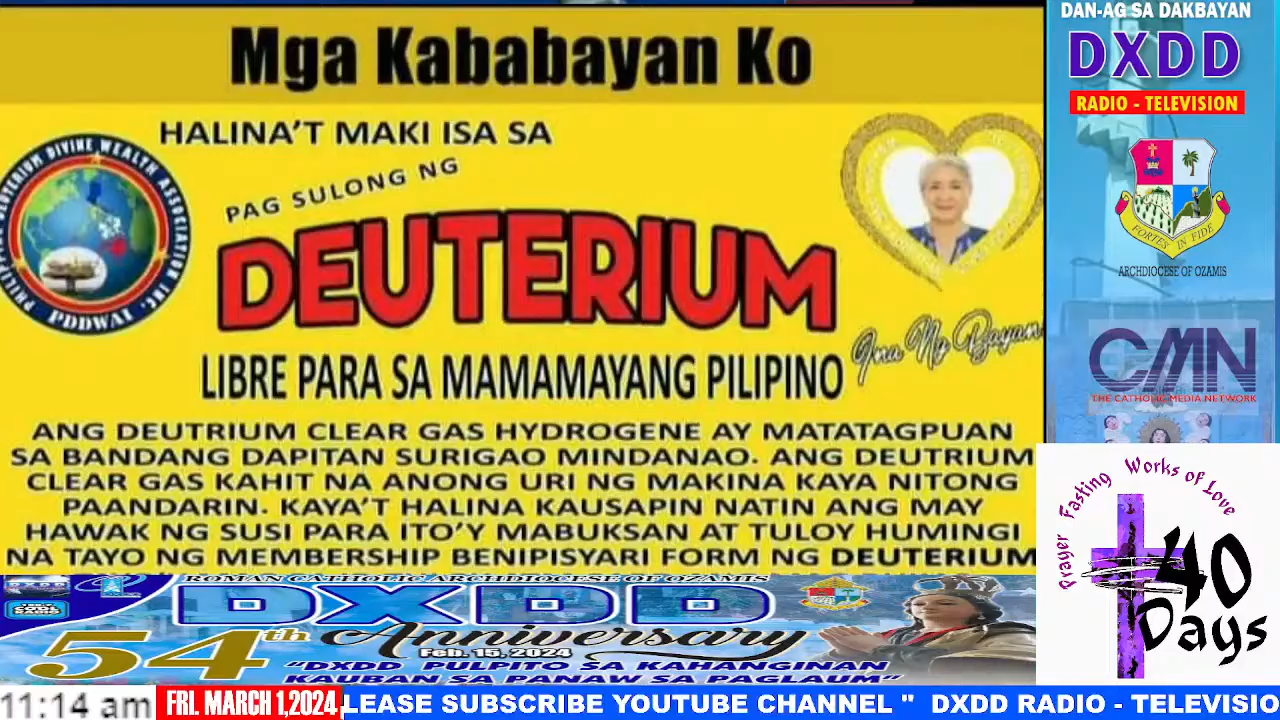 Mga Kababayan Ko
HALINA'T MAKI ISA SA
PAG SULONG NG
DEUTERIUM
LIBRE PARA SA MAMAMAYANG PILIPINO
Ina Ng Bayan
ANG DEUTRIUM CLEAR GAS HYDROGENE AY MATATAGPUAN
SA BANDANG DAPITAN SURIGAO MINDANAO. ANG DEUTRIUM
CLEAR GAS KAHIT NA ANONG URI NG MAKINA KAYA NITONG
PAANDARIN. KAYA'T HALINA KAUSAPIN NATIN ANG MAY
HAWAK NG SUSI PARA ITO'Y MABUKSAN AT TULOY HUMINGI
NA TAYO NG MEMBERSHIP BENIPISYARI FORM NG DEUTERIUM
DEUTERIUM DIVINE WEALTH ASSOCIATION INC.
PDDWAI
DAN-AG SA DAKBAYAN
DXDD
RADIO - TELEVISION
FORTES IN FIDE
ARCHDIOCESE OF OZAMIS
CMN
THE CATHOLIC MEDIA NETWORK
Prayer Fasting Works of Love
40
Days
ROMAN CATHOLIC ARCHDIOCESE OF OZAMIS
DXDD
54th Anniversary
Feb. 15, 2024
"DXDD PULPITO SA KAHANGINAN
KAUBAN SA PANAW SA PAGLAUM"
11:14 am
FRI. MARCH 1,2024
LEASE SUBSCRIBE YOUTUBE CHANNEL " DXDD RADIO - TELEVISIO